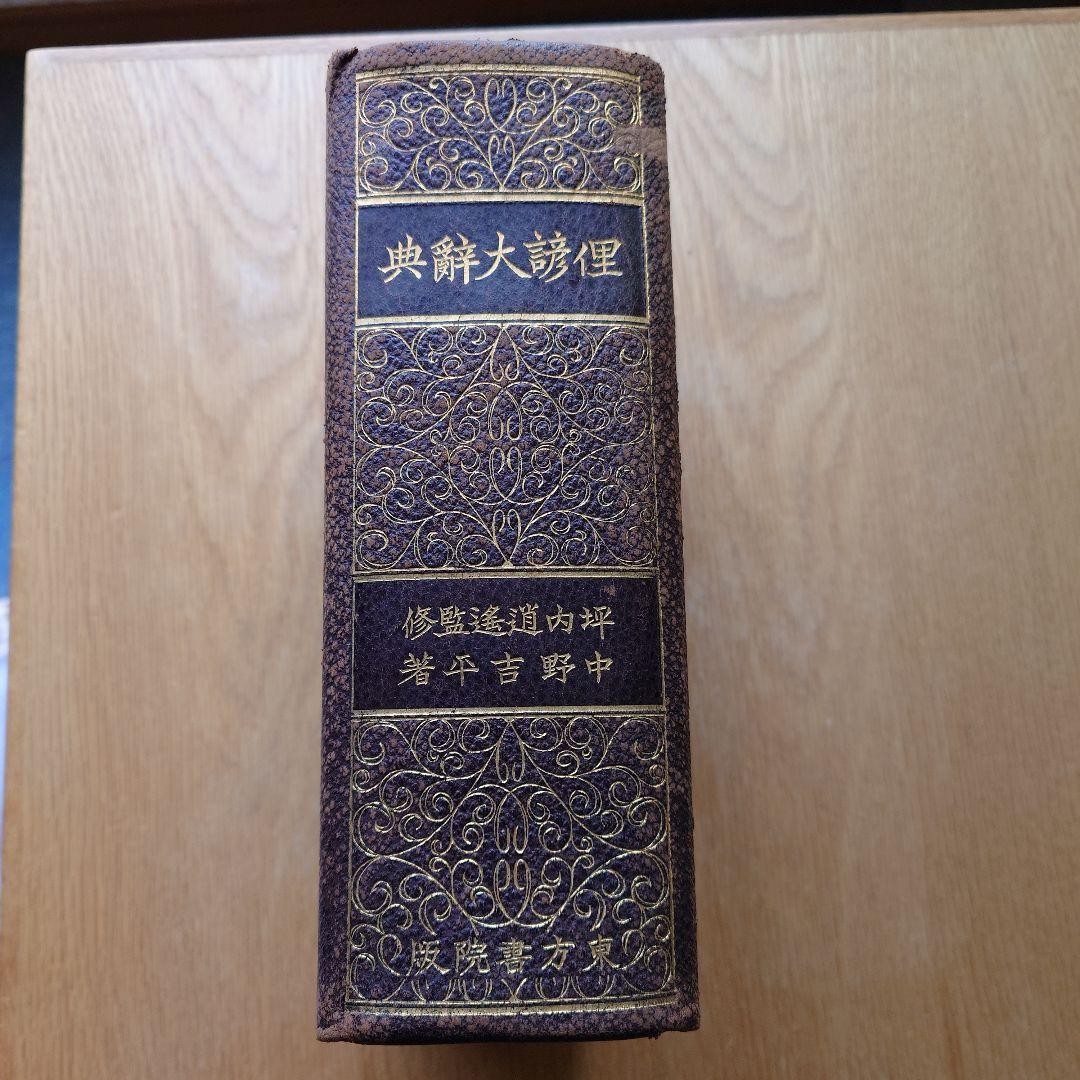 俚諺大辭典
坪内逍遙監修
中野吉平著
東方書院版